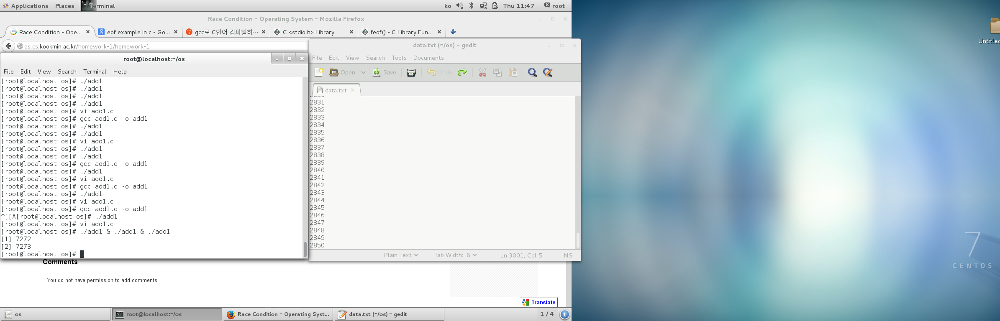 Applications Places Terminal ko Thu 11:47 root
Race Condition - Operating System - Mozilla Firefox
Race Condition - Ope... eof example in c - Go... gcc로 C언어 컴파일하... C <stdio.h> Library feof() - C Library Fun...
os.cs.kookmin.ac.kr/homework-1/homework-1
root@localhost:~/os
File Edit View Search Terminal Help
[root@localhost os]# ./add1
[root@localhost os]# ./add1
[root@localhost os]# ./add1
[root@localhost os]# ./add1
[root@localhost os]# vi add1.c
[root@localhost os]# gcc add1.c -o add1
[root@localhost os]# ./add1
[root@localhost os]# ./add1
[root@localhost os]# vi add1.c
[root@localhost os]# ./add1
[root@localhost os]# ./add1
[root@localhost os]# gcc add1.c -o add1
[root@localhost os]# ./add1
[root@localhost os]# vi add1.c
[root@localhost os]# gcc add1.c -o add1
[root@localhost os]# ./add1
[root@localhost os]# vi add1.c
[root@localhost os]# gcc add1.c -o add1
^[[A[root@localhost os]# ./add1
[root@localhost os]# vi add1.c
[root@localhost os]# ./add1 & ./add1 & ./add1
[1] 7272
[2] 7273
[root@localhost os]#
data.txt (~/os) - gedit
File Edit View Search Tools Documents
Open Save Undo
data.txt
2831
2832
2833
2834
2835
2836
2837
2838
2839
2840
2841
2842
2843
2844
2845
2846
2847
2848
2849
2850
Plain Text Tab Width: 8 Ln 3001, Col 5 INS
Comments
You do not have permission to add comments.
Translate
os root@localhost:~/os Race Condition - Operating Syst... data.txt (~/os) - gedit 1 / 4 1
7
CENTOS